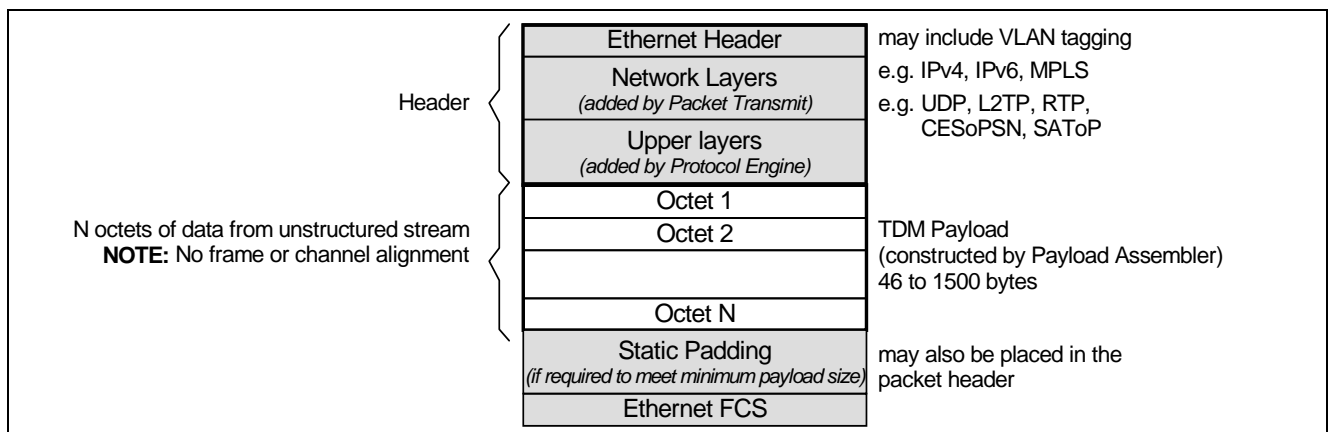 Ethernet Header
may include VLAN tagging
Header
Network Layers
(added by Packet Transmit)
e.g. IPv4, IPv6, MPLS
e.g. UDP, L2TP, RTP,
CESoPSN, SAToP
Upper layers
(added by Protocol Engine)
N octets of data from unstructured stream
NOTE: No frame or channel alignment
Octet 1
Octet 2
Octet N
TDM Payload
(constructed by Payload Assembler)
46 to 1500 bytes
Static Padding
(if required to meet minimum payload size)
may also be placed in the
packet header
Ethernet FCS